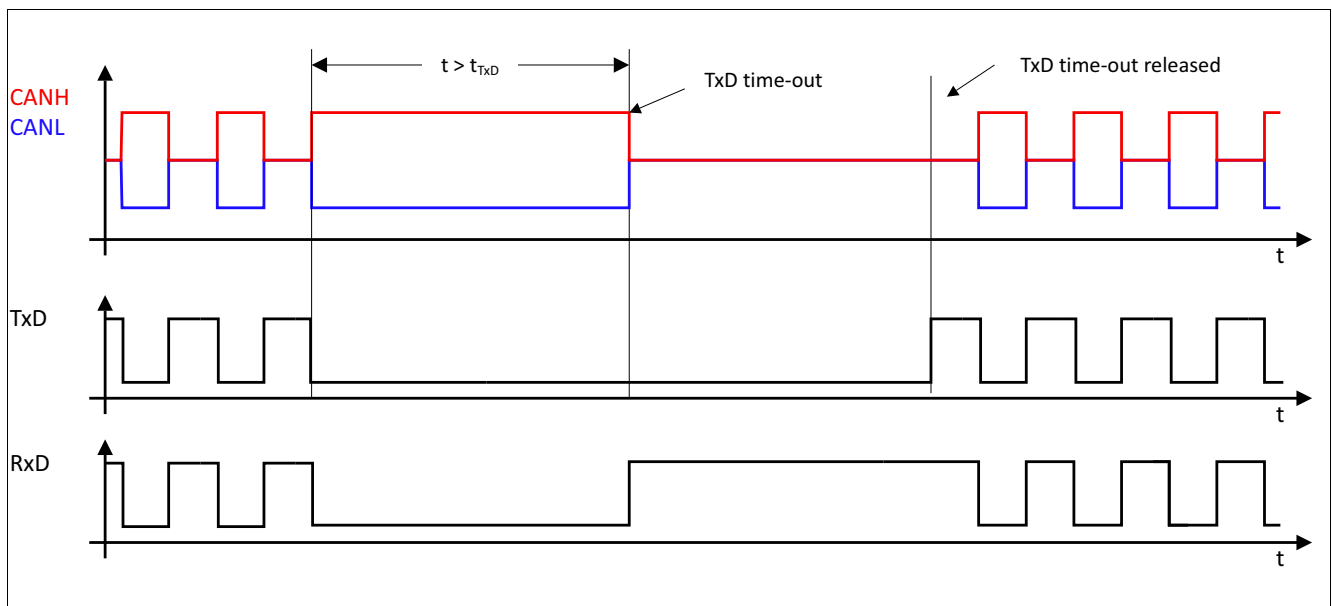 t > tTxD
TxD time-out
TxD time-out released
CANH
CANL
t
TxD
t
RxD
t